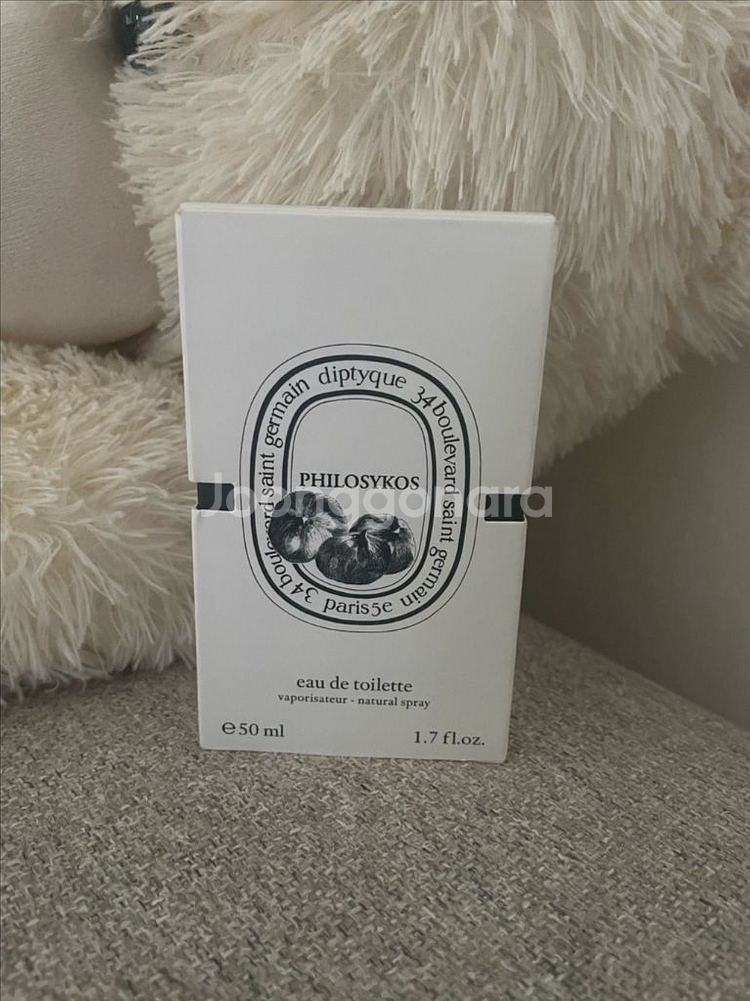 diptyque 34 boulevard saint germain paris5e 34 boulevard saint germain
PHILOSYKOS
Joonggonara
eau de toilette
vaporisateur - natural spray
℮50 ml
1.7 fl.oz.